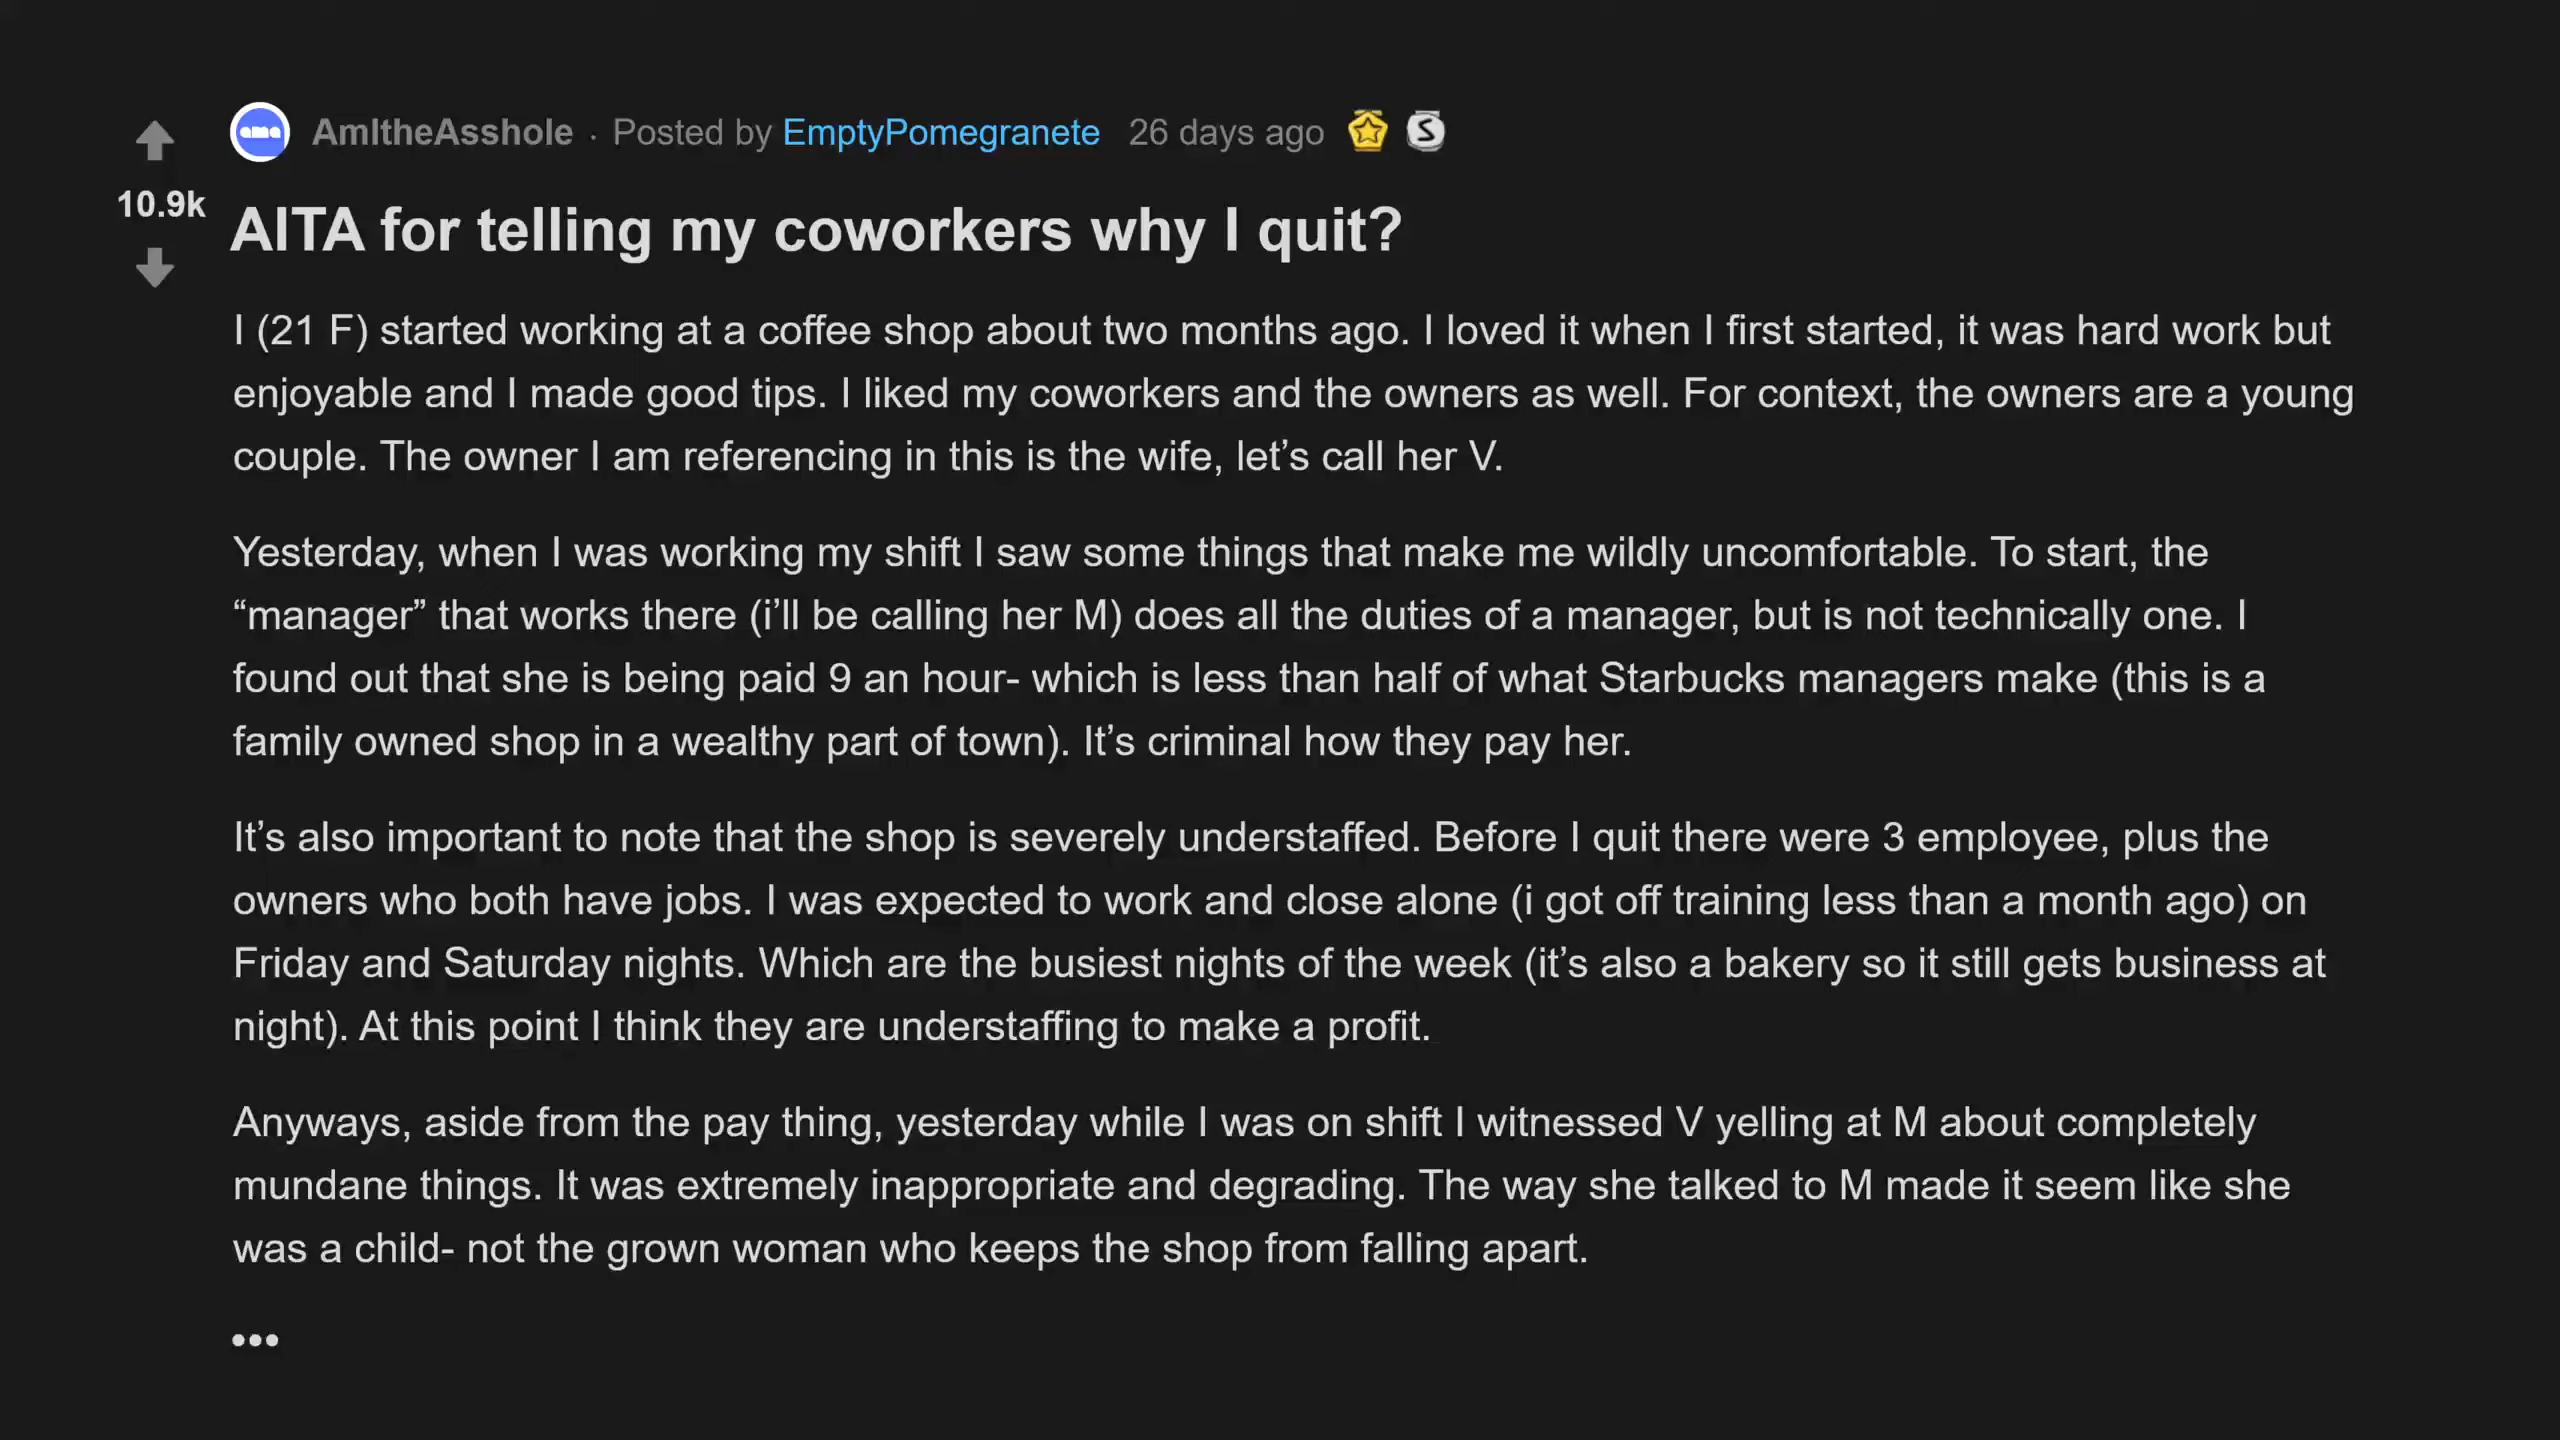 AmItheAsshole · Posted by EmptyPomegranete 26 days ago
10.9k
AITA for telling my coworkers why I quit?
I (21 F) started working at a coffee shop about two months ago. I loved it when I first started, it was hard work but
enjoyable and I made good tips. I liked my coworkers and the owners as well. For context, the owners are a young
couple. The owner I am referencing in this is the wife, let’s call her V.
Yesterday, when I was working my shift I saw some things that make me wildly uncomfortable. To start, the
“manager” that works there (i’ll be calling her M) does all the duties of a manager, but is not technically one. I
found out that she is being paid 9 an hour- which is less than half of what Starbucks managers make (this is a
family owned shop in a wealthy part of town). It’s criminal how they pay her.
It’s also important to note that the shop is severely understaffed. Before I quit there were 3 employee, plus the
owners who both have jobs. I was expected to work and close alone (i got off training less than a month ago) on
Friday and Saturday nights. Which are the busiest nights of the week (it’s also a bakery so it still gets business at
night). At this point I think they are understaffing to make a profit.
Anyways, aside from the pay thing, yesterday while I was on shift I witnessed V yelling at M about completely
mundane things. It was extremely inappropriate and degrading. The way she talked to M made it seem like she
was a child- not the grown woman who keeps the shop from falling apart.
•••